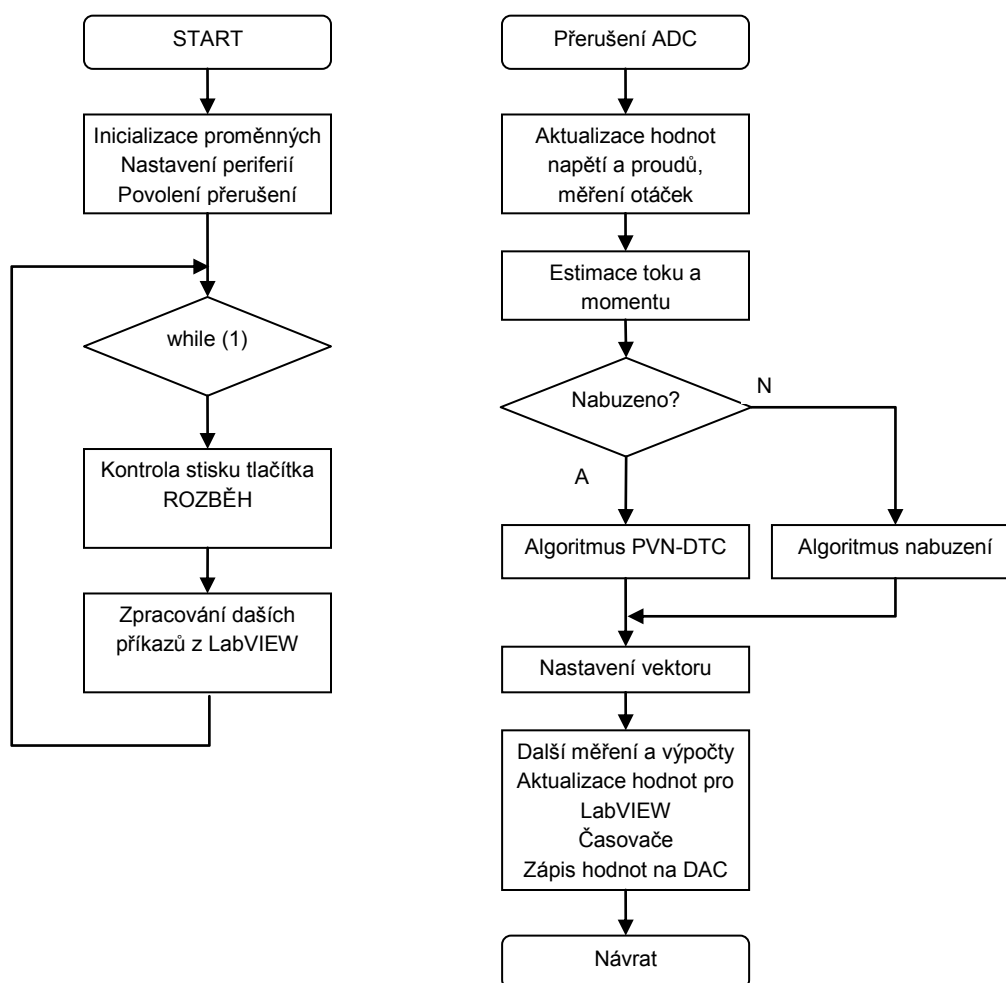 START
Inicializace proměnných
Nastavení periferií
Povolení přerušení
while (1)
Kontrola stisku tlačítka
ROZBĚH
Zpracování daších
příkazů z LabVIEW
Přerušení ADC
Aktualizace hodnot
napětí a proudů,
měření otáček
Estimace toku a
momentu
Nabuzeno?
N
A
Algoritmus PVN-DTC
Algoritmus nabuzení
Nastavení vektoru
Další měření a výpočty
Aktualizace hodnot pro
LabVIEW
Časovače
Zápis hodnot na DAC
Návrat